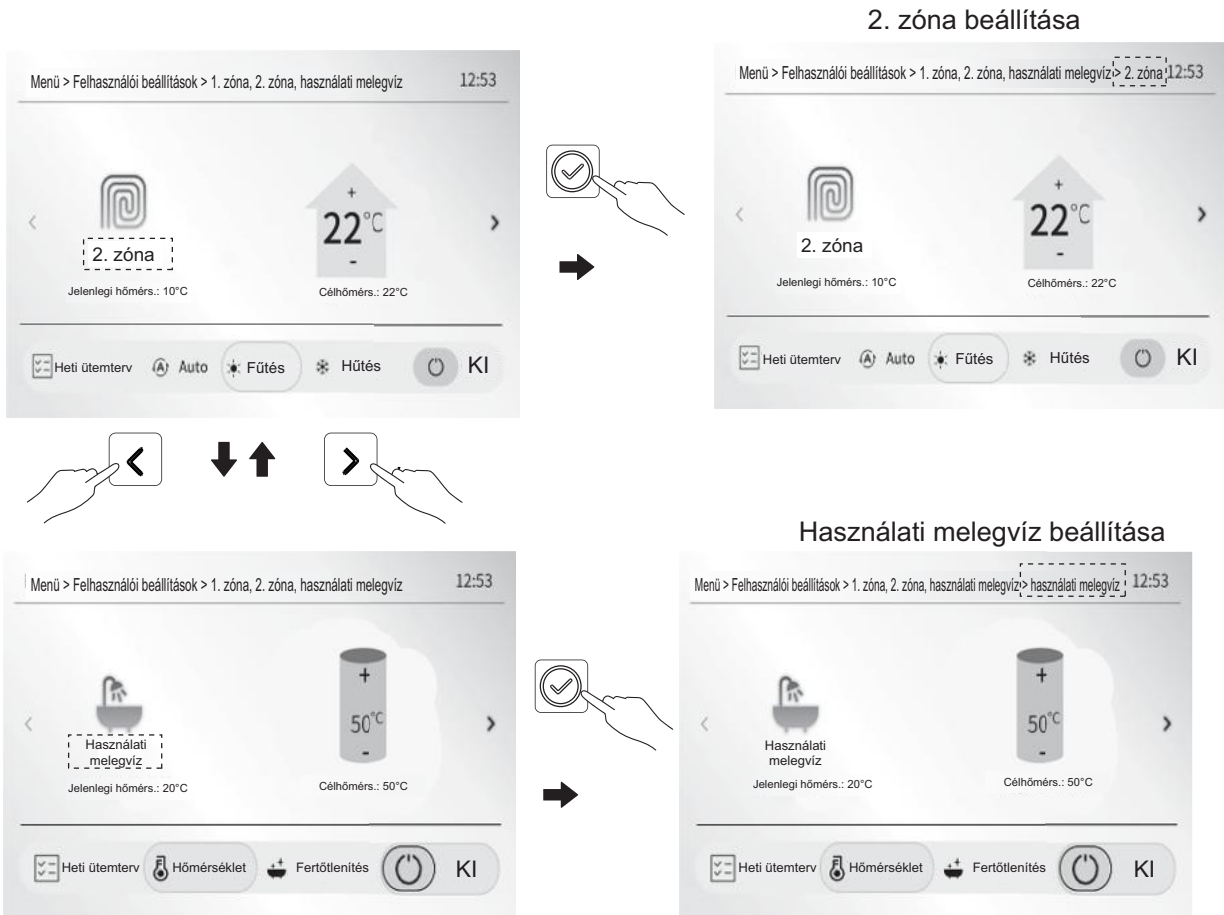 2. zóna beállítása
Menü > Felhasználói beállítások > 1. zóna, 2. zóna, használati melegvíz 12:53
2. zóna
Jelenlegi hőmérs.: 10°C
+
22°C
-
Célhőmérs.: 22°C
Heti ütemterv Auto Fűtés Hűtés KI
Menü > Felhasználói beállítások > 1. zóna, 2. zóna, használati melegvíz > 2. zóna 12:53
2. zóna
Jelenlegi hőmérs.: 10°C
+
22°C
-
Célhőmérs.: 22°C
Heti ütemterv Auto Fűtés Hűtés KI
Menü > Felhasználói beállítások > 1. zóna, 2. zóna, használati melegvíz 12:53
Használati
melegvíz
Jelenlegi hőmérs.: 20°C
+
50°C
-
Célhőmérs.: 50°C
Heti ütemterv Hőmérséklet Fertőtlenítés KI
Használati melegvíz beállítása
Menü > Felhasználói beállítások > 1. zóna, 2. zóna, használati melegvíz > használati melegvíz 12:53
Használati
melegvíz
Jelenlegi hőmérs.: 20°C
+
50°C
-
Célhőmérs.: 50°C
Heti ütemterv Hőmérséklet Fertőtlenítés KI